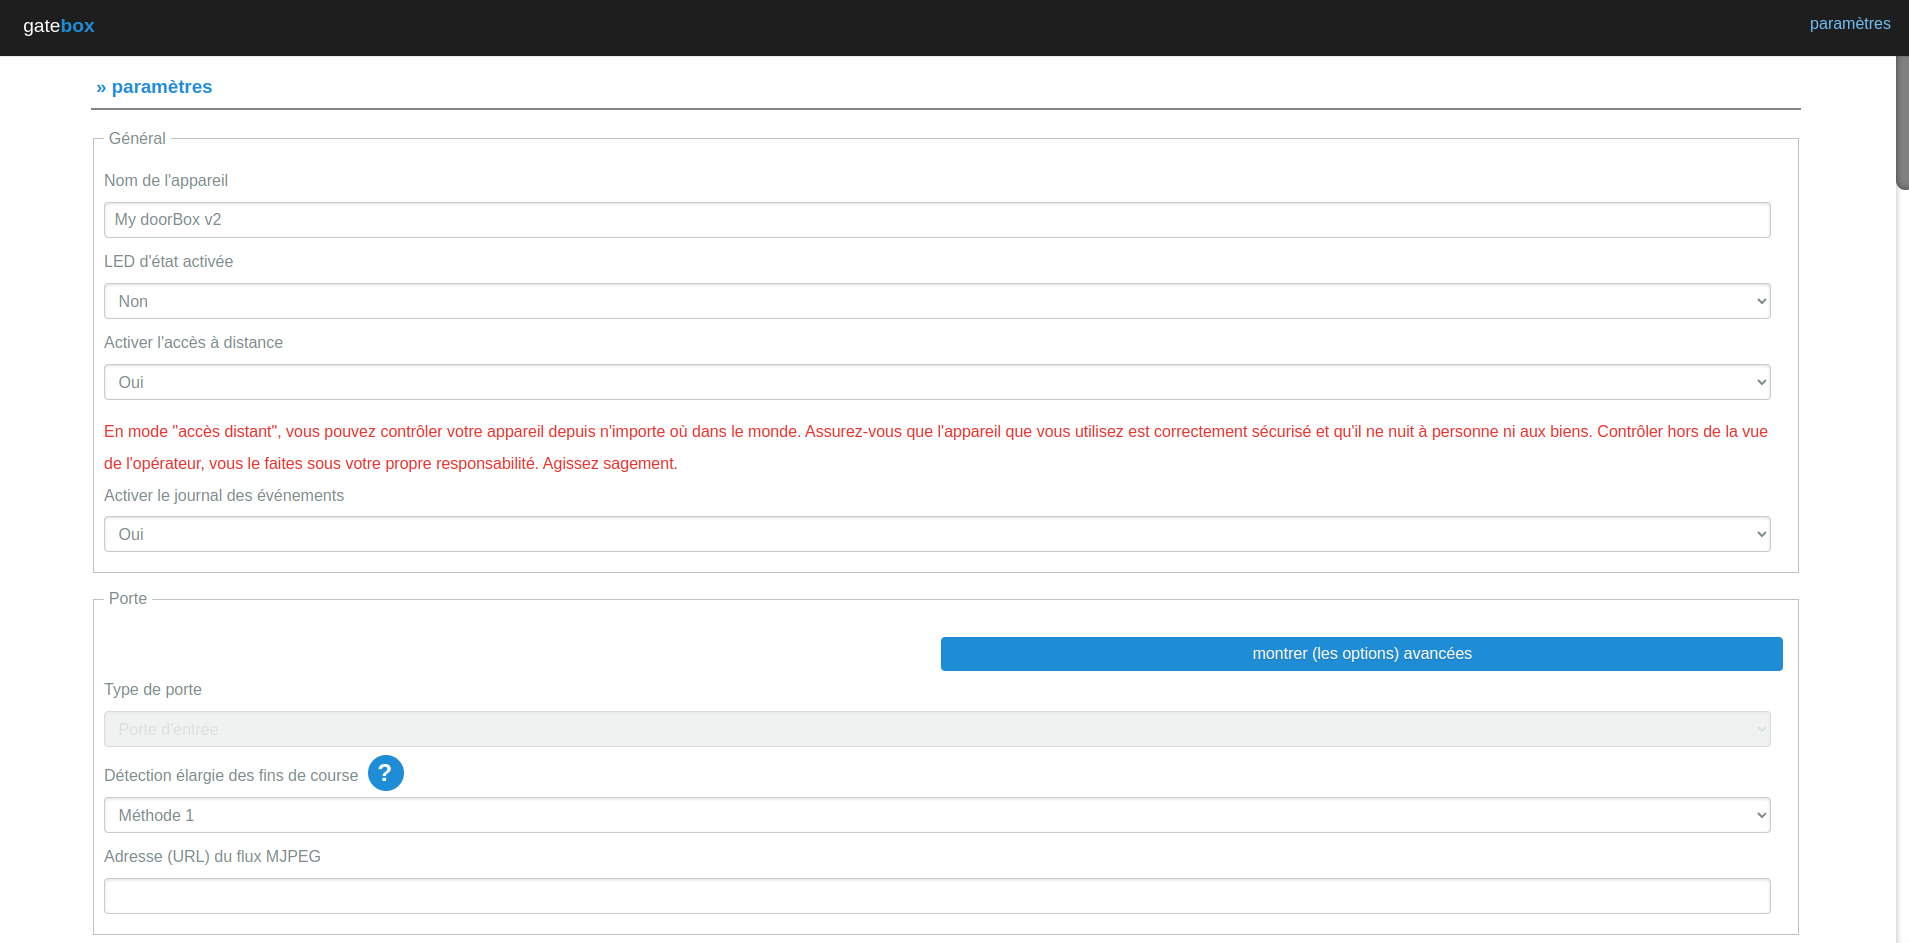 gatebox
paramètres
» paramètres
Général
Nom de l'appareil
My doorBox v2
LED d'état activée
Non
Activer l'accès à distance
Oui
En mode "accès distant", vous pouvez contrôler votre appareil depuis n'importe où dans le monde. Assurez-vous que l'appareil que vous utilisez est correctement sécurisé et qu'il ne nuit à personne ni aux biens. Contrôler hors de la vue
de l'opérateur, vous le faites sous votre propre responsabilité. Agissez sagement.
Activer le journal des événements
Oui
Porte
montrer (les options) avancées
Type de porte
Porte d'entrée
Détection élargie des fins de course ?
Méthode 1
Adresse (URL) du flux MJPEG